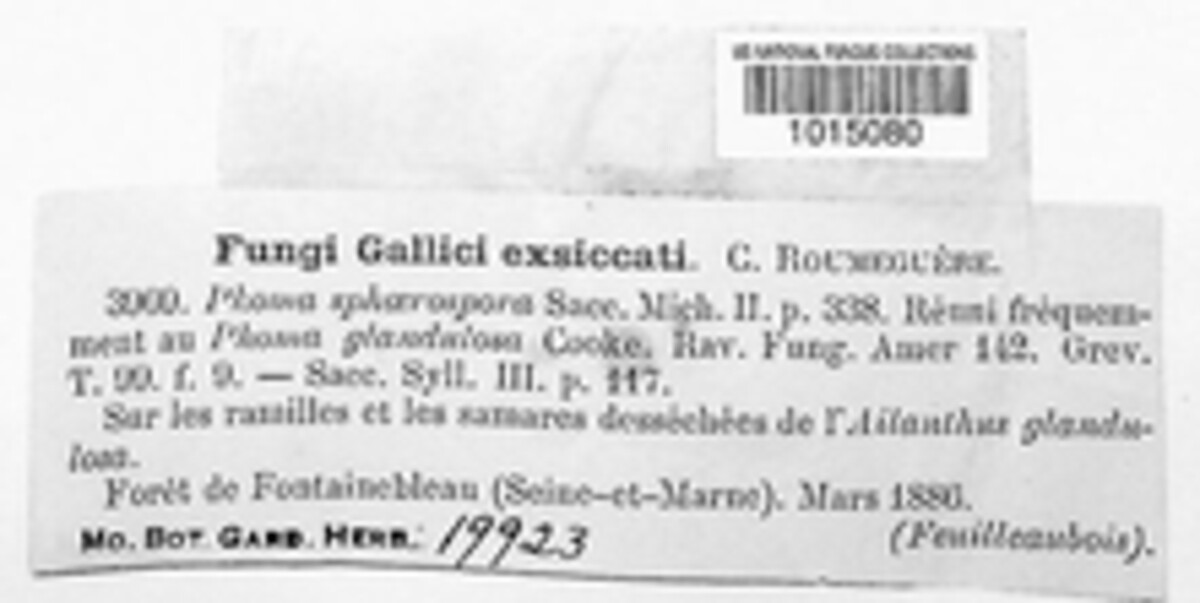 US NATIONAL FUNGUS COLLECTIONS
1015080
Fungi Gallici exsiccati. C. ROUMEGUÈRE.
3900. Phoma sphærospora Sacc. Mich. II. p. 338. Réuni fréquem-
ment au Phoma glandulosa Cooke. Rav. Fung. Amer 142. Grev.
T. 99. f. 9. — Sacc. Syll. III. p. 117.
Sur les ramilles et les samares desséchées de l'Ailanthus glandu-
losa.
Forêt de Fontainebleau (Seine-et-Marne). Mars 1886.
(Feuilleaubois).
MO. BOT. GARD. HERB.: 19923